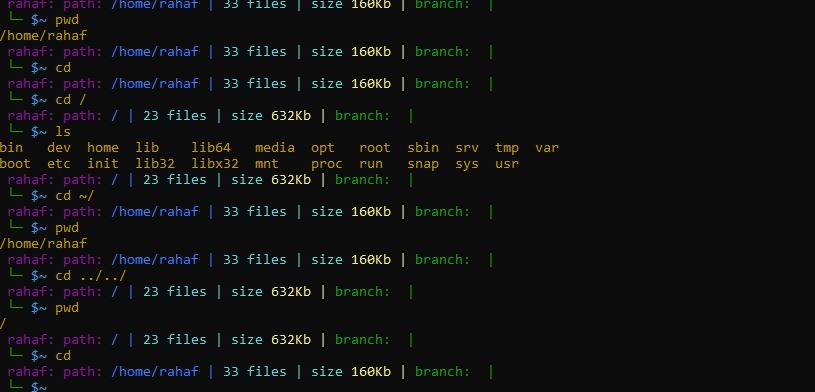 rahaf: path: /home/rahaf | 33 files | size 160Kb | branch:  |
└─ $~ pwd
/home/rahaf
rahaf: path: /home/rahaf | 33 files | size 160Kb | branch:  |
└─ $~ cd
rahaf: path: /home/rahaf | 33 files | size 160Kb | branch:  |
└─ $~ cd /
rahaf: path: / | 23 files | size 632Kb | branch:  |
└─ $~ ls
bin   dev  home  lib    lib64   media  opt   root  sbin  srv  tmp  var
boot  etc  init  lib32  libx32  mnt    proc  run   snap  sys  usr
rahaf: path: / | 23 files | size 632Kb | branch:  |
└─ $~ cd ~/
rahaf: path: /home/rahaf | 33 files | size 160Kb | branch:  |
└─ $~ pwd
/home/rahaf
rahaf: path: /home/rahaf | 33 files | size 160Kb | branch:  |
└─ $~ cd ../../
rahaf: path: / | 23 files | size 632Kb | branch:  |
└─ $~ pwd
/
rahaf: path: / | 23 files | size 632Kb | branch:  |
└─ $~ cd
rahaf: path: /home/rahaf | 33 files | size 160Kb | branch:  |
└─ $~